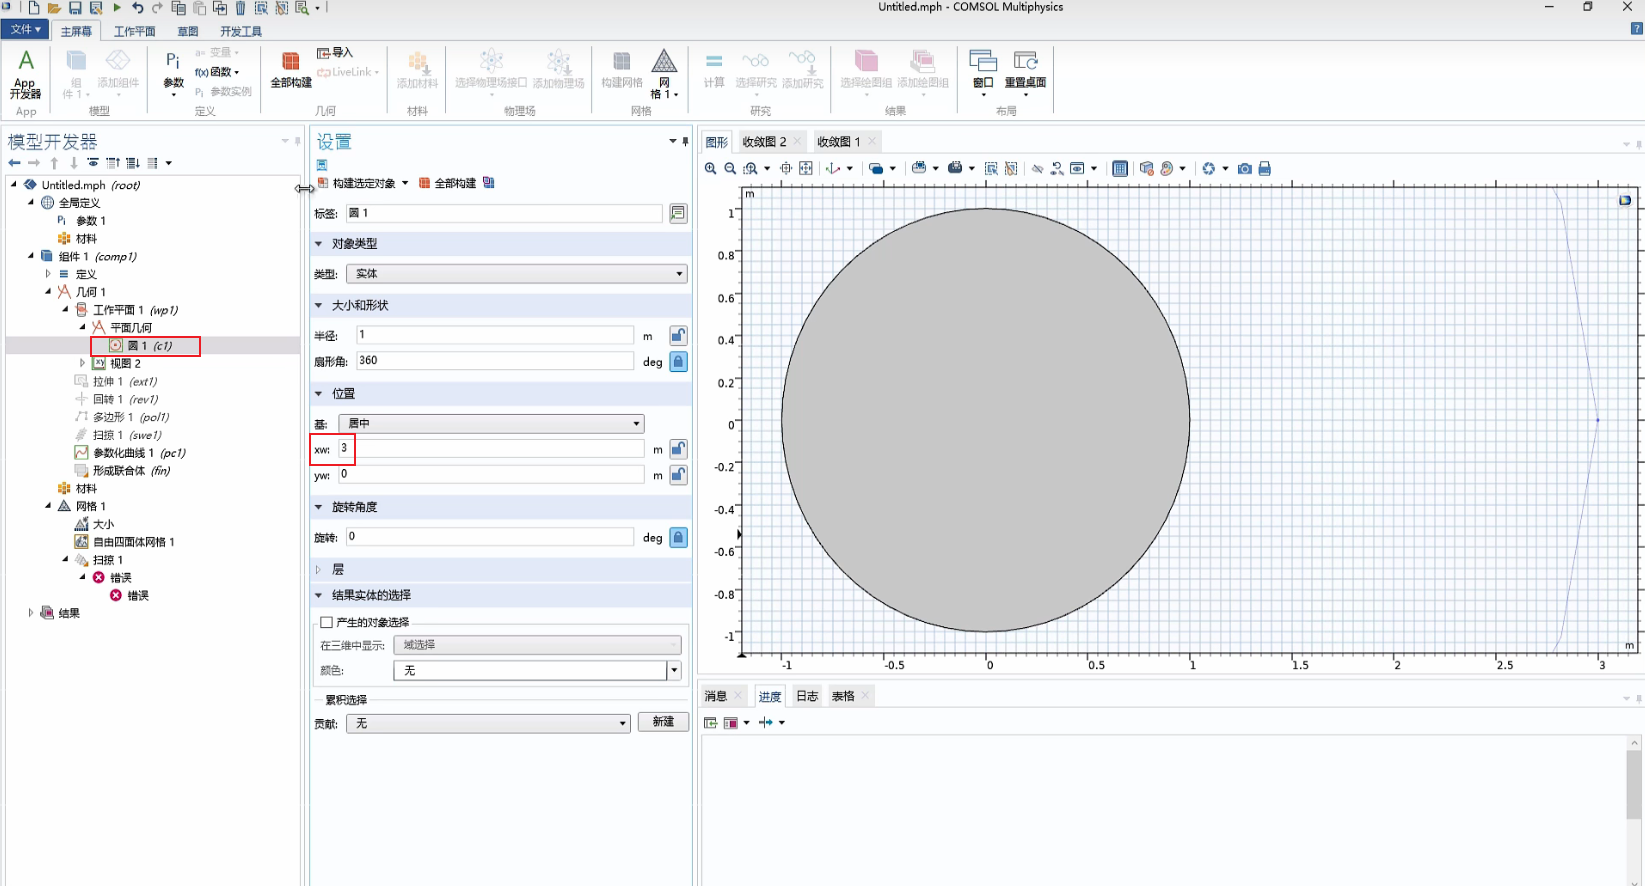 Untitled.mph - COMSOL Multiphysics
文件▼ 主屏幕 工作平面 草图 开发工具
A App 开发器 App
组件 1 添加组件 模型
Pi 参数 a= 变量 f(x) 函数 Pi 参数实例 定义
全部构建 导入 LiveLink 几何
添加材料 材料
选择物理场接口 添加物理场 物理场
构建网格 网格 1 网格
计算 选择研究 添加研究 研究
选择绘图组 添加绘图组 结果
窗口 重置桌面 布局
模型开发器
Untitled.mph (root)
全局定义
Pi 参数 1
材料
组件 1 (comp1)
定义
几何 1
工作平面 1 (wp1)
平面几何
圆 1 (c1)
视图 2
拉伸 1 (ext1)
回转 1 (rev1)
多边形 1 (pol1)
扫掠 1 (swe1)
参数化曲线 1 (pc1)
形成联合体 (fin)
材料
网格 1
大小
自由四面体网格 1
扫掠 1
错误
错误
结果
设置
构建选定对象 全部构建
标签: 圆 1
对象类型
类型: 实体
大小和形状
半径: 1 m
扇形角: 360 deg
位置
基: 居中
xw: 3 m
yw: 0 m
旋转角度
旋转: 0 deg
层
结果实体的选择
产生的对象选择
在三维中显示: 域选择
颜色: 无
累积选择
贡献: 无 新建
图形 收敛图 2 收敛图 1
m
1
0.8
0.6
0.4
0.2
0
-0.2
-0.4
-0.6
-0.8
-1
m
-1 -0.5 0 0.5 1 1.5 2 2.5 3
消息 进度 日志 表格